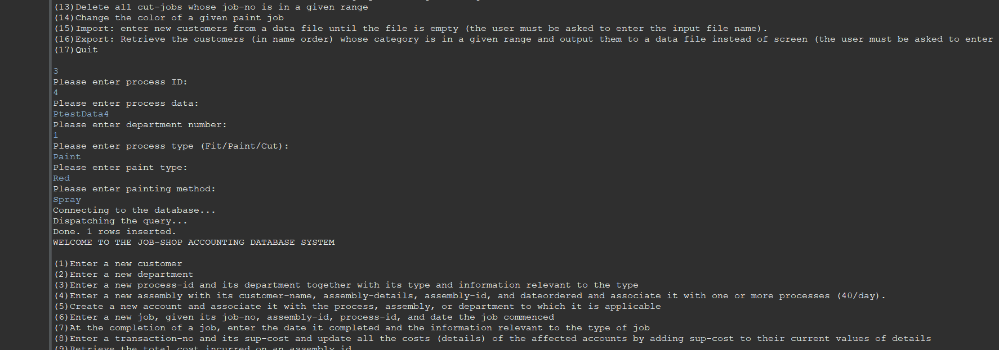 (13)Delete all cut-jobs whose job-no is in a given range
(14)Change the color of a given paint job
(15)Import: enter new customers from a data file until the file is empty (the user must be asked to enter the input file name).
(16)Export: Retrieve the customers (in name order) whose category is in a given range and output them to a data file instead of screen (the user must be asked to enter
(17)Quit
3
Please enter process ID:
4
Please enter process data:
PtestData4
Please enter department number:
1
Please enter process type (Fit/Paint/Cut):
Paint
Please enter paint type:
Red
Please enter painting method:
Spray
Connecting to the database...
Dispatching the query...
Done. 1 rows inserted.
WELCOME TO THE JOB-SHOP ACCOUNTING DATABASE SYSTEM
(1)Enter a new customer
(2)Enter a new department
(3)Enter a new process-id and its department together with its type and information relevant to the type
(4)Enter a new assembly with its customer-name, assembly-details, assembly-id, and dateordered and associate it with one or more processes (40/day).
(5)Create a new account and associate it with the process, assembly, or department to which it is applicable
(6)Enter a new job, given its job-no, assembly-id, process-id, and date the job commenced
(7)At the completion of a job, enter the date it completed and the information relevant to the type of job
(8)Enter a transaction-no and its sup-cost and update all the costs (details) of the affected accounts by adding sup-cost to their current values of details
(9)Retrieve the total cost incurred on an assembly-id